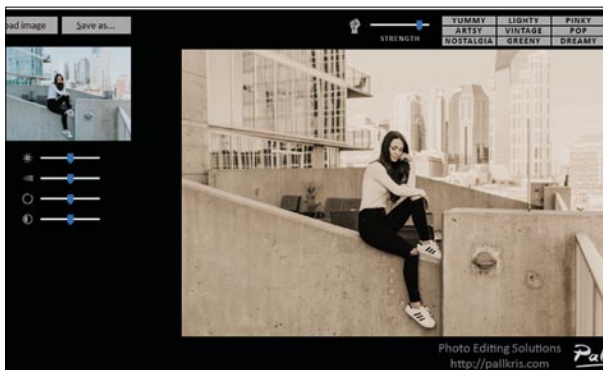 oad image Save as...
STRENGTH
YUMMY LIGHTY PINKY
ARTSY VINTAGE POP
NOSTALGIA GREENY DREAMY
Photo Editing Solutions
http://pallkris.com
Pal